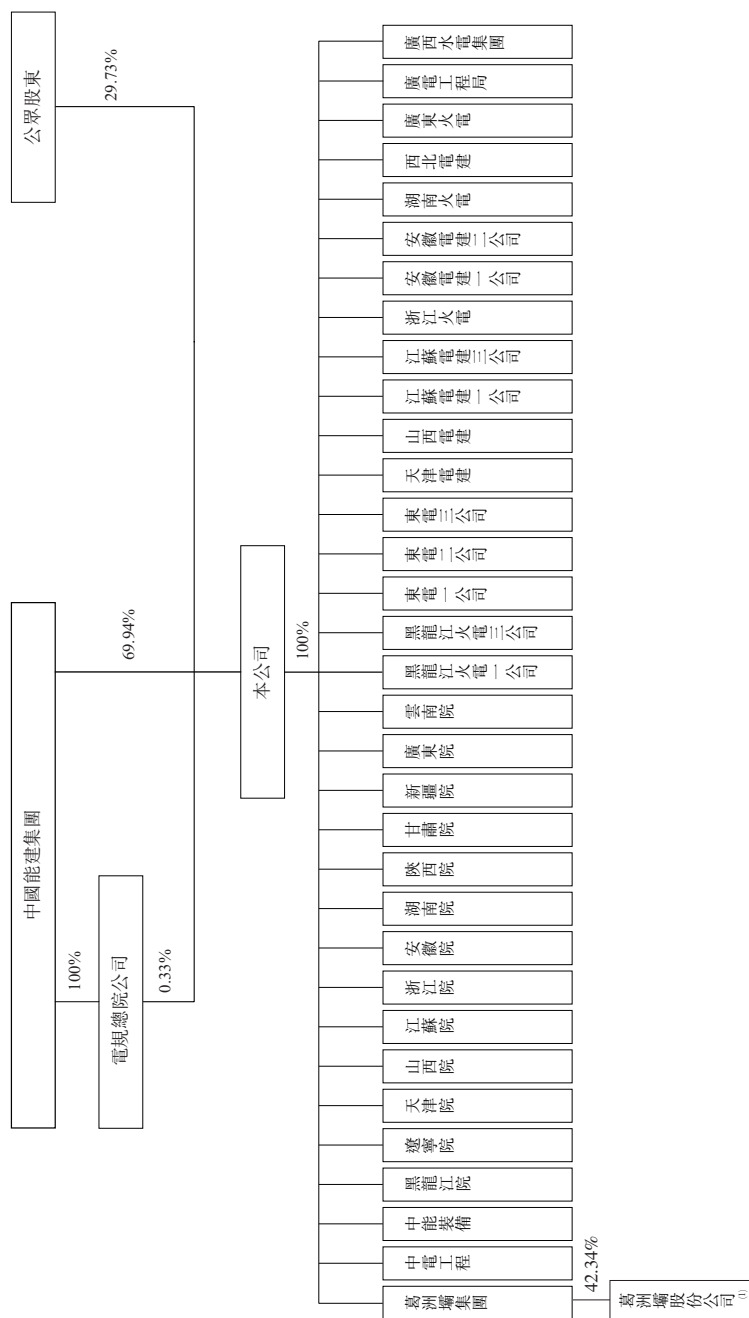 中國能建集團
公眾股東
100%
電規總院公司
0.33%
69.94%
29.73%
本公司
100%
葛洲壩集團
中電工程
中能裝備
黑龍江院
遼寧院
天津院
山西院
江蘇院
浙江院
安徽院
湖南院
陝西院
甘肅院
新疆院
廣東院
雲南院
黑龍江火電一公司
黑龍江火電三公司
東電一公司
東電二公司
東電三公司
天津電建
山西電建
江蘇電建一公司
江蘇電建三公司
浙江火電
安徽電建一公司
安徽電建二公司
湖南火電
西北電建
廣東火電
廣電工程局
廣西水電集團
42.34%
葛洲壩股份公司(1)